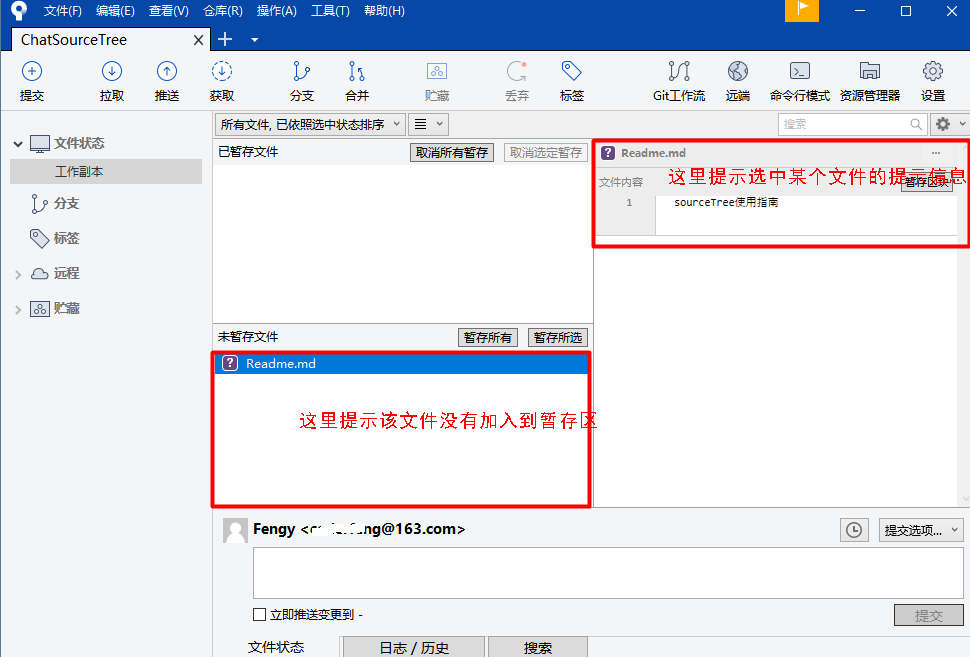 文件(F) 编辑(E) 查看(V) 仓库(R) 操作(A) 工具(T) 帮助(H)
ChatSourceTree
提交 拉取 推送 获取 分支 合并 贮藏 丢弃 标签 Git工作流 远端 命令行模式 资源管理器 设置
所有文件, 已依照选中状态排序 搜索
文件状态
工作副本
分支
标签
远程
贮藏
已暂存文件 取消所有暂存 取消选定暂存
? Readme.md ...
文件内容 暂存区块
这里提示选中某个文件的提示信息
1 sourceTree使用指南
未暂存文件 暂存所有 暂存所选
? Readme.md
这里提示该文件没有加入到暂存区
Fengy ng@163.com> 提交选项...
立即推送变更到 -
提交
文件状态 日志 / 历史 搜索